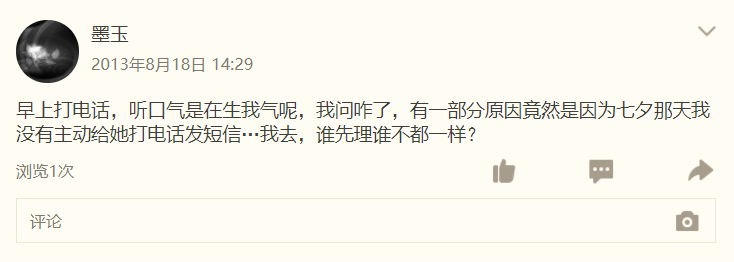 墨玉
2013年8月18日 14:29
早上打电话，听口气是在生我气呢，我问咋了，有一部分原因竟然是因为七夕那天我
没有主动给她打电话发短信…我去，谁先理谁不都一样？
浏览1次
评论